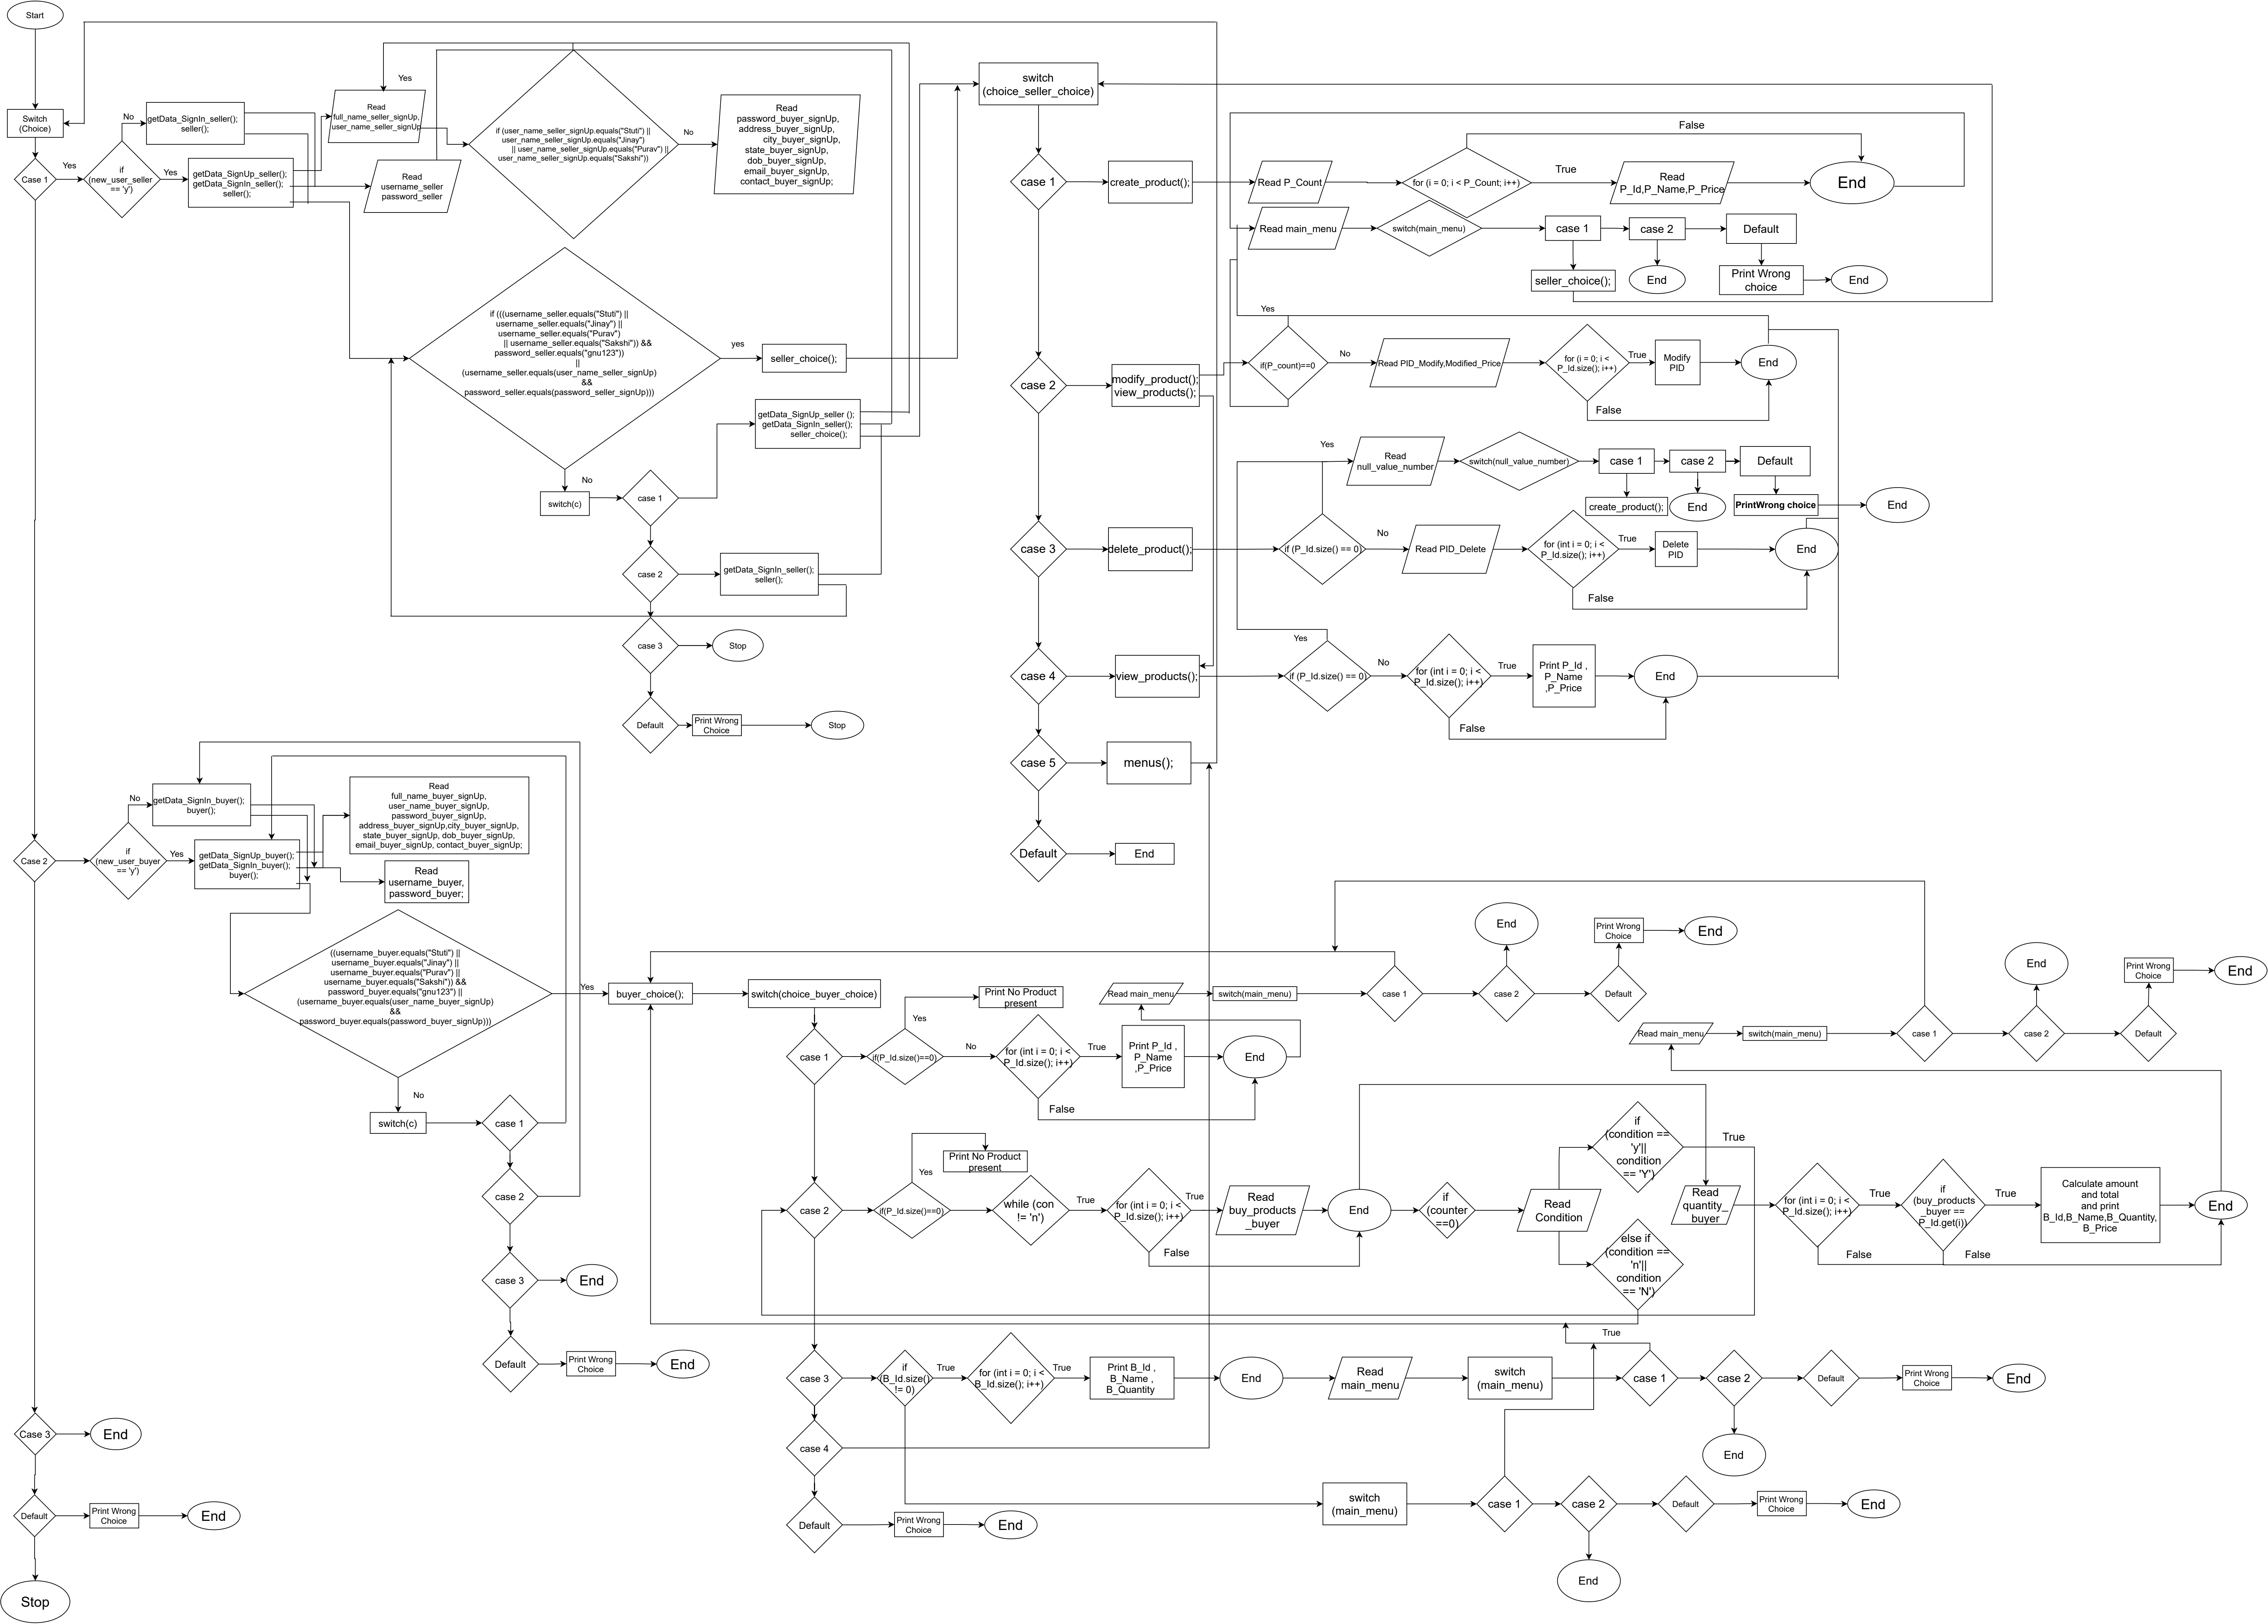 Start
Switch
(Choice)
Case 1
Yes
if
(new_user_seller
== 'y')
No
getData_SignIn_seller();
seller();
Yes
getData_SignUp_seller();
getData_SignIn_seller();
seller();
Yes
Read
full_name_seller_signUp,
user_name_seller_signUp
Read
username_seller
password_seller
if (user_name_seller_signUp.equals("Stuti") ||
user_name_seller_signUp.equals("Jinay")
|| user_name_seller_signUp.equals("Purav") ||
user_name_seller_signUp.equals("Sakshi"))
No
Read
password_buyer_signUp,
address_buyer_signUp,
city_buyer_signUp,
state_buyer_signUp,
dob_buyer_signUp,
email_buyer_signUp,
contact_buyer_signUp;
if (((username_seller.equals("Stuti") ||
username_seller.equals("Jinay") ||
username_seller.equals("Purav")
|| username_seller.equals("Sakshi")) &&
password_seller.equals("gnu123"))
||
(username_seller.equals(user_name_seller_signUp)
&&
password_seller.equals(password_seller_signUp)))
yes
seller_choice();
No
switch(c)
case 1
getData_SignUp_seller ();
getData_SignIn_seller();
seller_choice();
case 2
getData_SignIn_seller();
seller();
case 3
Stop
Default
Print Wrong
Choice
Stop
switch
(choice_seller_choice)
case 1
create_product();
Read P_Count
for (i = 0; i < P_Count; i++)
False
True
Read
P_Id,P_Name,P_Price
End
Read main_menu
switch(main_menu)
case 1
case 2
Default
seller_choice();
End
Print Wrong
choice
End
case 2
modify_product();
view_products();
Yes
if(P_count)==0
No
Read PID_Modify,Modified_Price
for (i = 0; i <
P_Id.size(); i++)
True
Modify
PID
End
False
Yes
Read
null_value_number
switch(null_value_number)
case 1
case 2
Default
create_product();
End
PrintWrong choice
End
case 3
delete_product();
if (P_Id.size() == 0)
No
Read PID_Delete
for (int i = 0; i <
P_Id.size(); i++)
True
Delete
PID
End
False
case 4
view_products();
Yes
if (P_Id.size() == 0)
No
for (int i = 0; i <
P_Id.size(); i++)
True
Print P_Id ,
P_Name
,P_Price
End
False
case 5
menus();
Default
End
Case 2
if
(new_user_buyer
== 'y')
No
getData_SignIn_buyer();
buyer();
Yes
getData_SignUp_buyer();
getData_SignIn_buyer();
buyer();
Read
full_name_buyer_signUp,
user_name_buyer_signUp,
password_buyer_signUp,
address_buyer_signUp,city_buyer_signUp,
state_buyer_signUp, dob_buyer_signUp,
email_buyer_signUp, contact_buyer_signUp;
Read
username_buyer,
password_buyer;
((username_buyer.equals("Stuti") ||
username_buyer.equals("Jinay") ||
username_buyer.equals("Purav") ||
username_buyer.equals("Sakshi")) &&
password_buyer.equals("gnu123") ||
(username_buyer.equals(user_name_buyer_signUp)
&&
password_buyer.equals(password_buyer_signUp)))
Yes
buyer_choice();
switch(choice_buyer_choice)
No
switch(c)
case 1
case 2
case 3
End
Default
Print Wrong
Choice
End
case 1
if(P_Id.size()==0)
Yes
Print No Product
present
No
for (int i = 0; i <
P_Id.size(); i++)
True
Print P_Id ,
P_Name
,P_Price
End
False
Read main_menu
switch(main_menu)
case 1
case 2
End
Default
Print Wrong
Choice
End
Read main_menu
switch(main_menu)
case 1
case 2
End
Default
Print Wrong
Choice
End
case 2
if(P_Id.size()==0)
Yes
Print No Product
present
while (con
!= 'n')
True
for (int i = 0; i <
P_Id.size(); i++)
True
False
Read
buy_products
_buyer
End
if
(counter
==0)
Read
Condition
if
(condition ==
'y'||
condition
== 'Y')
True
else if
(condition ==
'n'||
condition
== 'N')
Read
quantity_
buyer
for (int i = 0; i <
P_Id.size(); i++)
True
False
if
(buy_products
_buyer ==
P_Id.get(i))
True
False
Calculate amount
and total
and print
B_Id,B_Name,B_Quantity,
B_Price
End
case 3
if
(B_Id.size()
!= 0)
True
for (int i = 0; i <
B_Id.size(); i++)
True
Print B_Id ,
B_Name ,
B_Quantity
End
Read
main_menu
switch
(main_menu)
True
case 1
case 2
End
Default
Print Wrong
Choice
End
case 4
switch
(main_menu)
case 1
case 2
End
Default
Print Wrong
Choice
End
Default
Print Wrong
Choice
End
Case 3
End
Default
Print Wrong
Choice
End
Stop